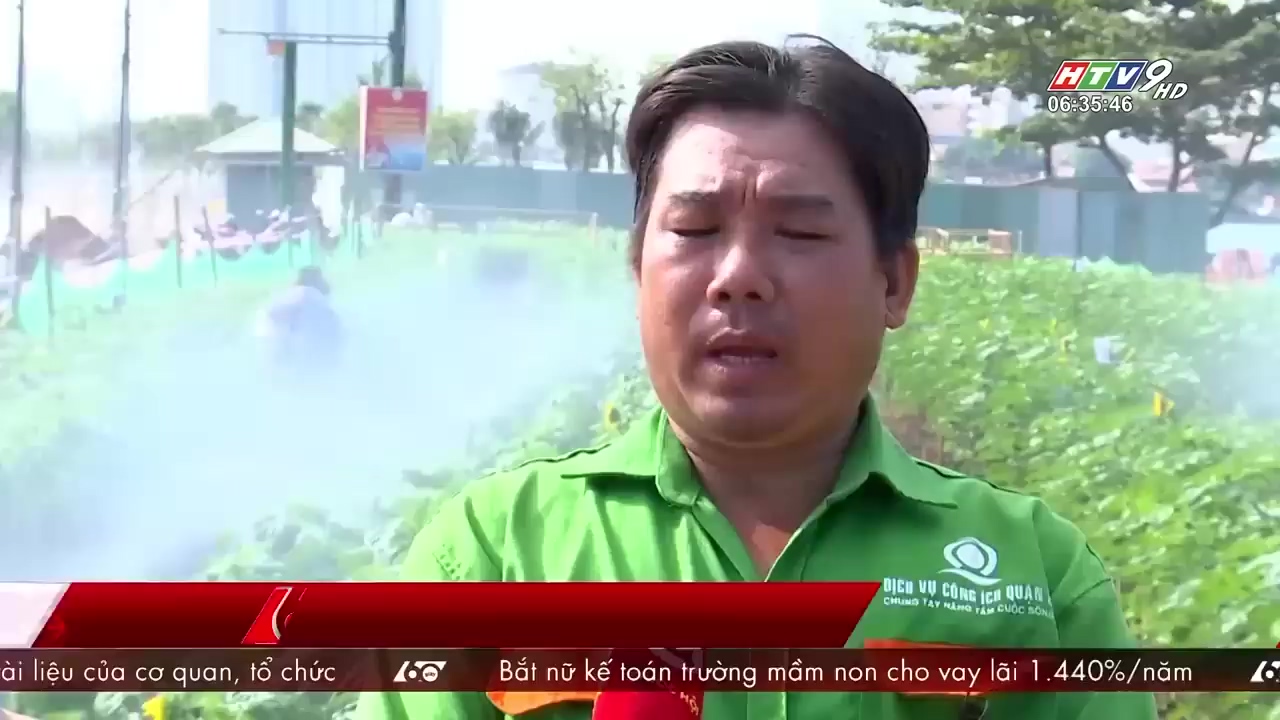 HTV9 HD
06:35:46
DỊCH VỤ CÔNG ÍCH QUẬN
CHUNG TAY NÂNG TẦM CUỘC SỐN
ài liệu của cơ quan, tổ chức
Bắt nữ kế toán trường mầm non cho vay lãi 1.440%/năm